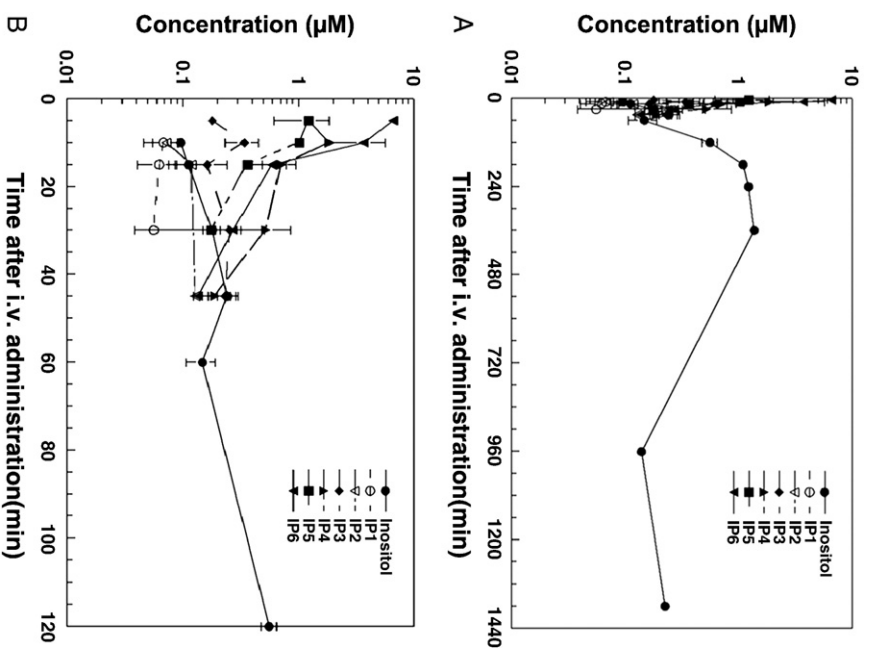 A
Concentration (μM)
10
1
0.1
0.01
0
240
480
720
960
1200
1440
Time after i.v. administration(min)
Inositol
IP1
IP2
IP3
IP4
IP5
IP6
B
Concentration (μM)
10
1
0.1
0.01
0
20
40
60
80
100
120
Time after i.v. administration(min)
Inositol
IP1
IP2
IP3
IP4
IP5
IP6